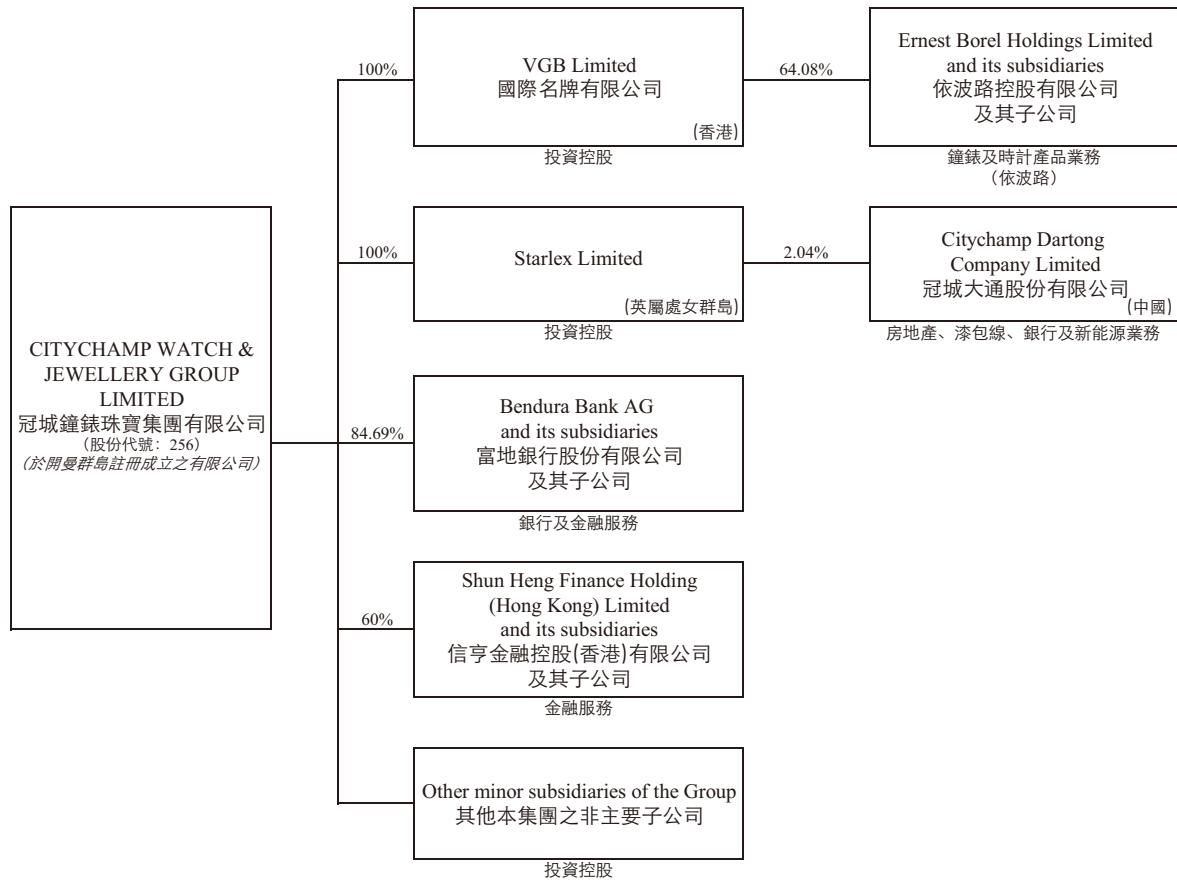 CITYCHAMP WATCH &
JEWELLERY GROUP
LIMITED
冠城鐘錶珠寶集團有限公司
(股份代號：256)
(於開曼群島註冊成立之有限公司)
100%
VGB Limited
國際名牌有限公司
(香港)
投資控股
64.08%
Ernest Borel Holdings Limited
and its subsidiaries
依波路控股有限公司
及其子公司
鐘錶及時計產品業務
(依波路)
100%
Starlex Limited
(英屬處女群島)
投資控股
2.04%
Citychamp Dartong
Company Limited
冠城大通股份有限公司
(中國)
房地產、漆包線、銀行及新能源業務
84.69%
Bendura Bank AG
and its subsidiaries
富地銀行股份有限公司
及其子公司
銀行及金融服務
60%
Shun Heng Finance Holding
(Hong Kong) Limited
and its subsidiaries
信亨金融控股(香港)有限公司
及其子公司
金融服務
Other minor subsidiaries of the Group
其他本集團之非主要子公司
投資控股